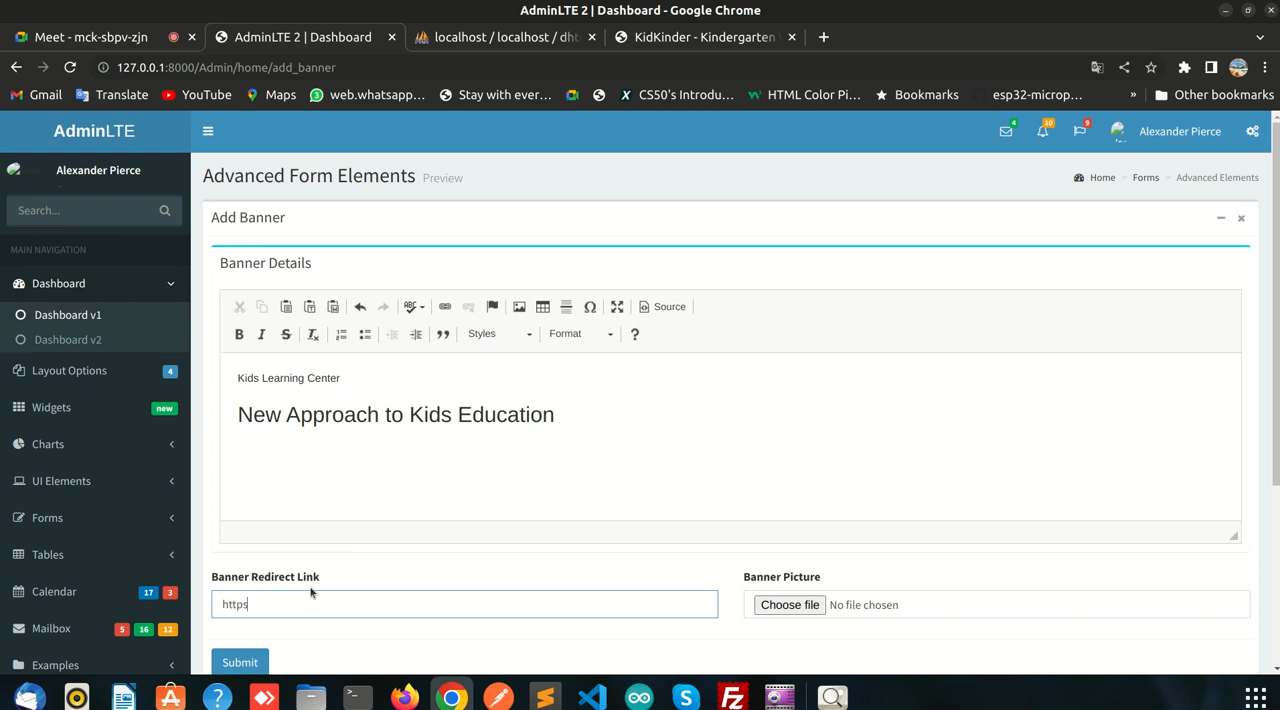 AdminLTE 2 | Dashboard - Google Chrome
Meet - mck-sbpv-zjn
AdminLTE 2 | Dashboard
localhost / localhost / dht
KidKinder - Kindergarten
127.0.0.1:8000/Admin/home/add_banner
Gmail
Translate
YouTube
Maps
web.whatsapp...
Stay with ever...
CS50's Introdu...
HTML Color Pi...
Bookmarks
esp32-microp...
»
Other bookmarks
AdminLTE
4
10
9
Alexander Pierce
Alexander Pierce
Search...
MAIN NAVIGATION
Dashboard
Dashboard v1
Dashboard v2
Layout Options 4
Widgets new
Charts
UI Elements
Forms
Tables
Calendar 17 3
Mailbox 5 16 12
Examples
Advanced Form Elements Preview
Home > Forms > Advanced Elements
Add Banner
Banner Details
Source
Styles
Format
Kids Learning Center
New Approach to Kids Education
Banner Redirect Link
https
Banner Picture
Choose file No file chosen
Submit